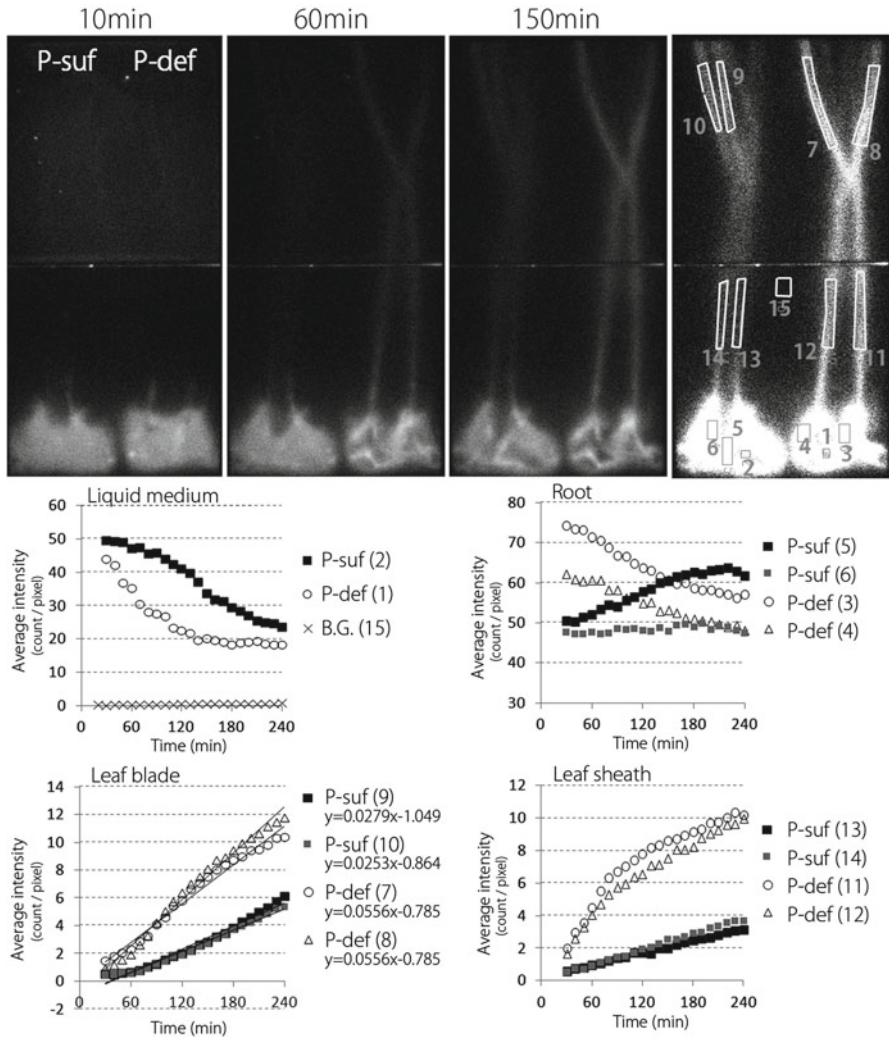 10min 60min 150min
P-suf P-def
9
10
7 8
15
14 13 12 11
5 1
6 4 3
2
Liquid medium
Average intensity
(count / pixel)
60
50
40
30
20
10
0
0 60 120 180 240
Time (min)
P-suf (2)
P-def (1)
B.G. (15)
Root
Average intensity
(count / pixel)
80
70
60
50
40
30
0 60 120 180 240
Time (min)
P-suf (5)
P-suf (6)
P-def (3)
P-def (4)
Leaf blade
Average intensity
(count / pixel)
14
12
10
8
6
4
2
0
-2
0 60 120 180 240
Time (min)
P-suf (9)
y=0.0279x-1.049
P-suf (10)
y=0.0253x-0.864
P-def (7)
y=0.0556x-0.785
P-def (8)
y=0.0556x-0.785
Leaf sheath
Average intensity
(count / pixel)
12
10
8
6
4
2
0
0 60 120 180 240
Time (min)
P-suf (13)
P-suf (14)
P-def (11)
P-def (12)